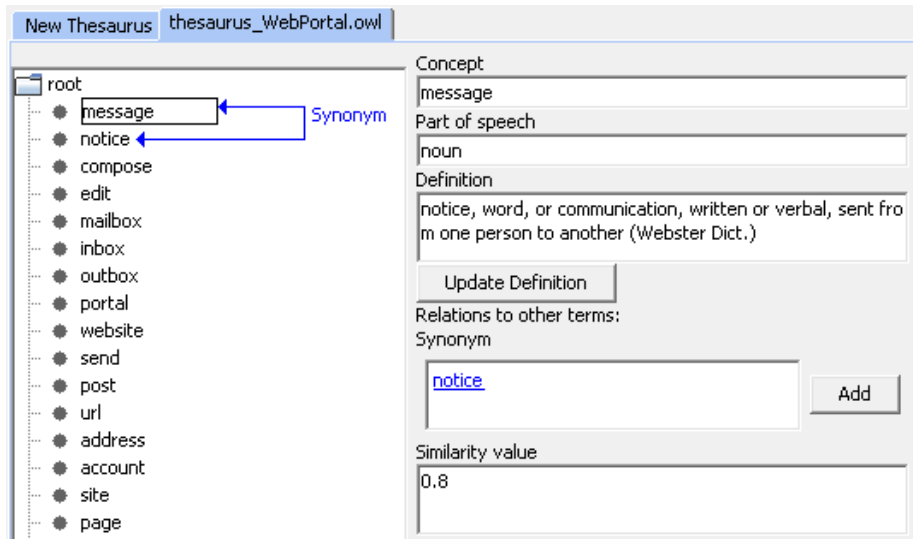 New Thesaurus
thesaurus_WebPortal.owl
root
message
Synonym
notice
compose
edit
mailbox
inbox
outbox
portal
website
send
post
url
address
account
site
page
Concept
message
Part of speech
noun
Definition
notice, word, or communication, written or verbal, sent fro
m one person to another (Webster Dict.)
Update Definition
Relations to other terms:
Synonym
notice
Add
Similarity value
0.8